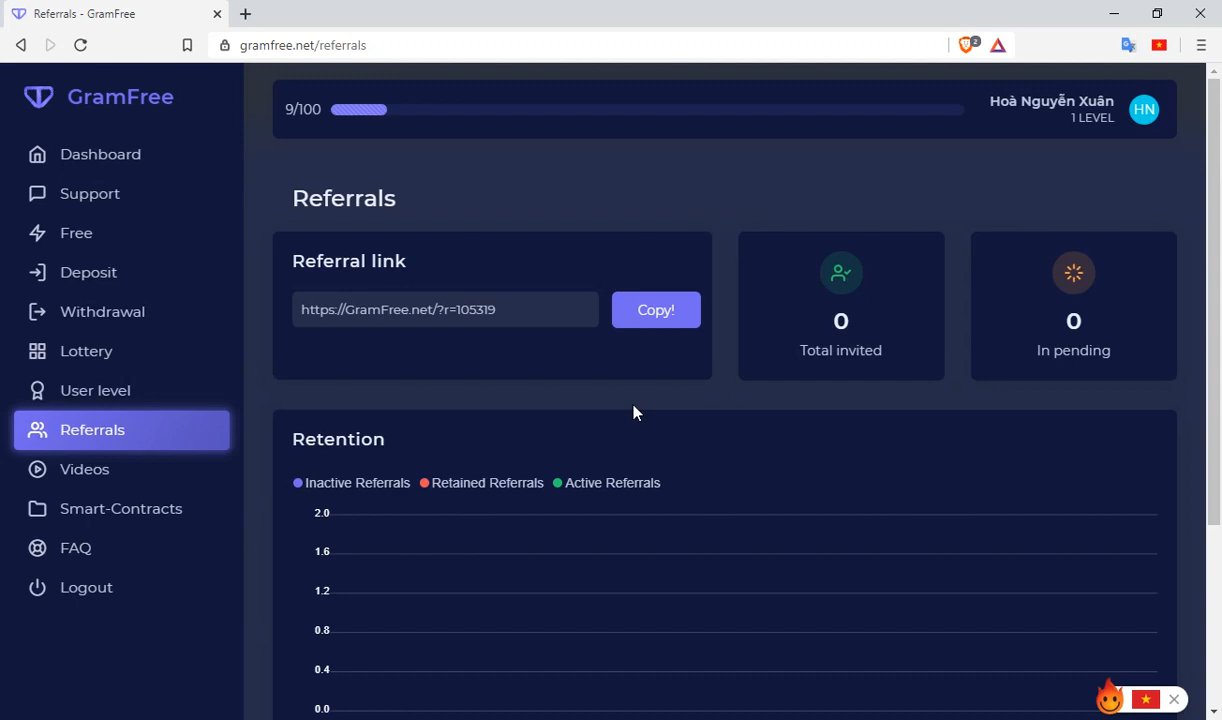 Referrals - GramFree
gramfree.net/referrals
2
GramFree
Dashboard
Support
Free
Deposit
Withdrawal
Lottery
User level
Referrals
Videos
Smart-Contracts
FAQ
Logout
9/100
Hoà Nguyễn Xuân
1 LEVEL
HN
Referrals
Referral link
https://GramFree.net/?r=105319
Copy!
0
Total invited
0
In pending
Retention
Inactive Referrals Retained Referrals Active Referrals
2.0
1.6
1.2
0.8
0.4
0.0